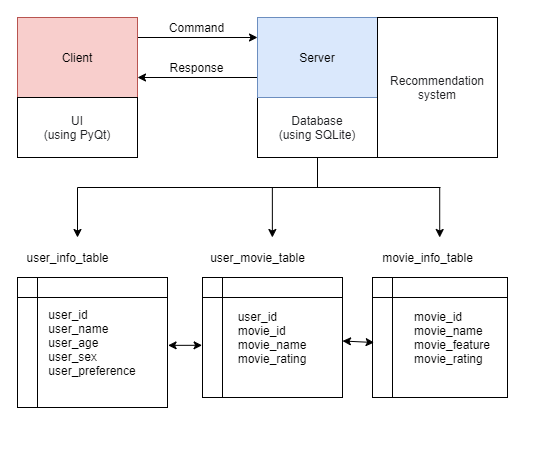 Command
Client
Server
Response
Recommendation
system
UI
(using PyQt)
Database
(using SQLite)
user_info_table
user_movie_table
movie_info_table
user_id
user_name
user_age
user_sex
user_preference
user_id
movie_id
movie_name
movie_rating
movie_id
movie_name
movie_feature
movie_rating